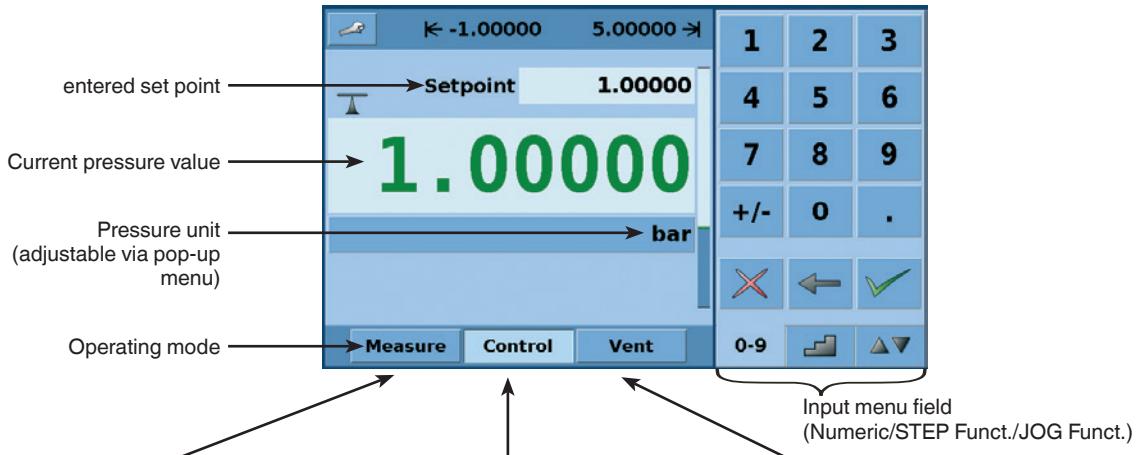 -1.00000 5.00000
entered set point
Setpoint 1.00000
Current pressure value
1.00000
Pressure unit
(adjustable via pop-up
menu)
bar
Operating mode
Measure Control Vent
1 2 3
4 5 6
7 8 9
+/- 0 .
0-9
Input menu field
(Numeric/STEP Funct./JOG Funct.)